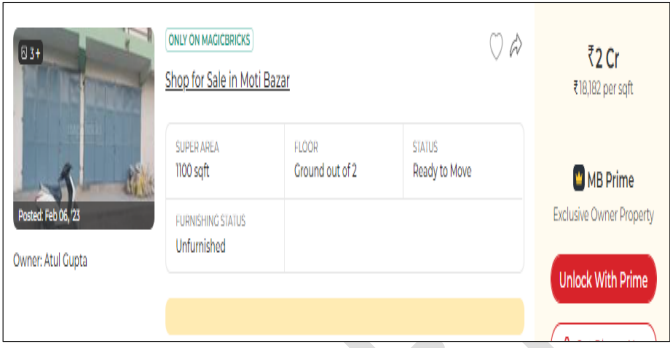 3+
ONLY ON MAGICBRICKS
Shop for Sale in Moti Bazar
SUPER AREA
1100 sqft
FLOOR
Ground out of 2
STATUS
Ready to Move
FURNISHING STATUS
Unfurnished
Posted: Feb 06, '23
Owner: Atul Gupta
₹2 Cr
₹18,182 per sqft
MB Prime
Exclusive Owner Property
Unlock With Prime